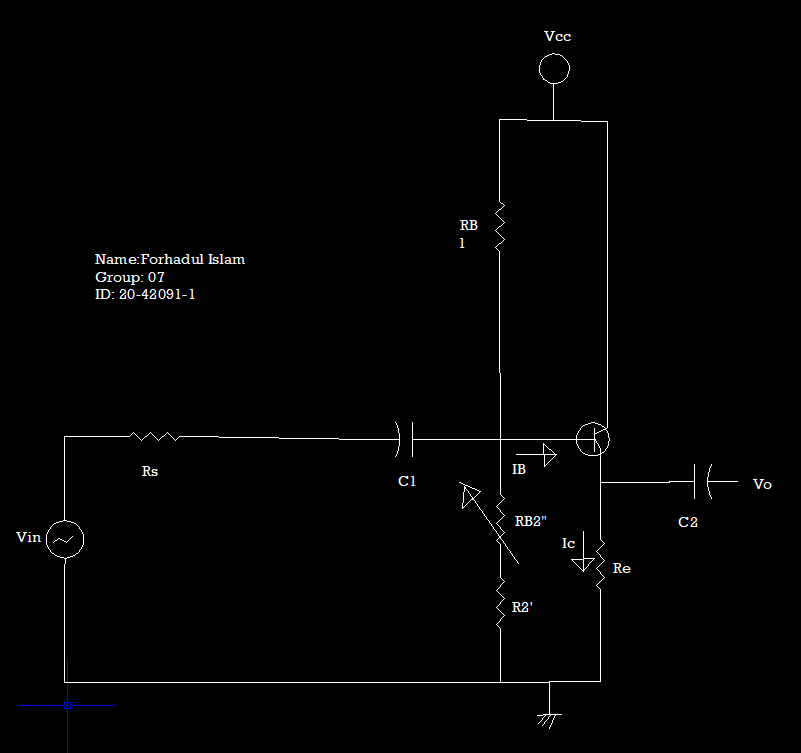 Vcc
RB
1
Name:Forhadul Islam
Group: 07
ID: 20-42091-1
Rs
C1
IB
Vo
RB2"
C2
Vin
Ic
Re
R2'